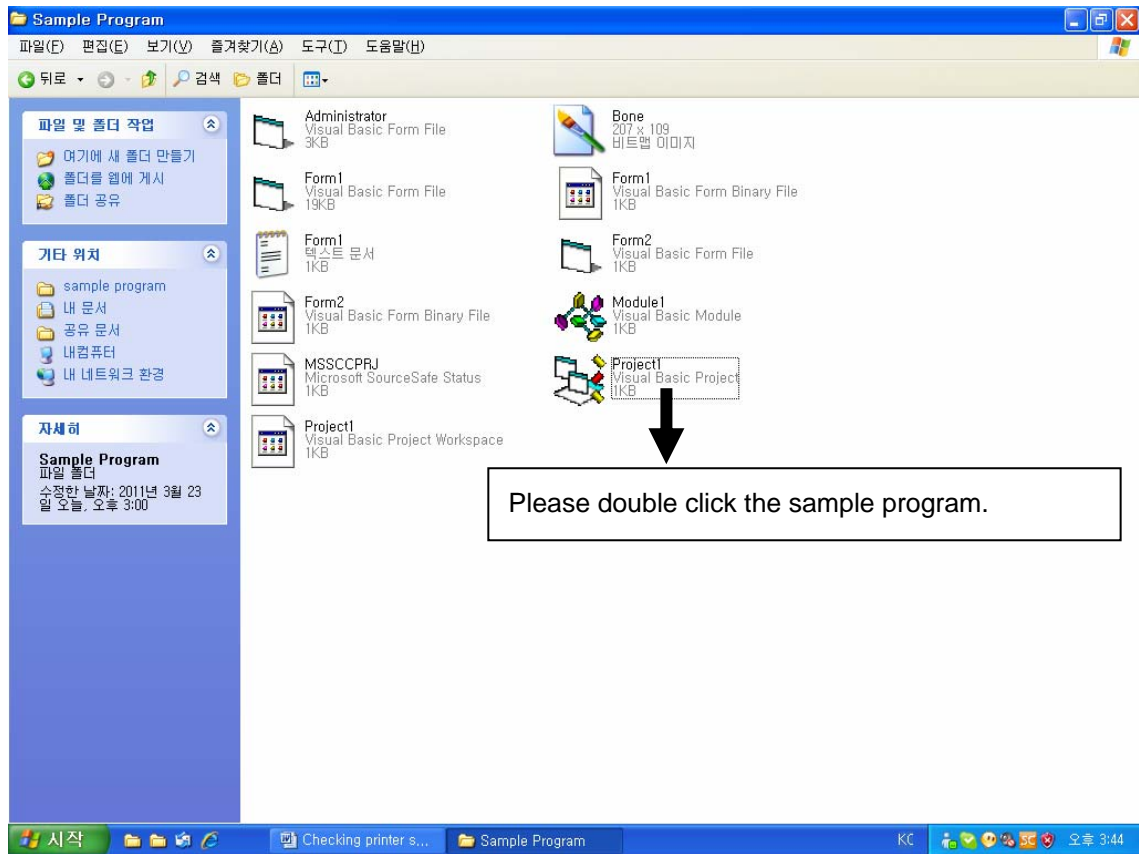 Sample Program
파일(F) 편집(E) 보기(V) 즐겨찾기(A) 도구(T) 도움말(H)
뒤로 검색 폴더
파일 및 폴더 작업
여기에 새 폴더 만들기
폴더를 웹에 게시
폴더 공유
기타 위치
sample program
내 문서
공유 문서
내컴퓨터
내 네트워크 환경
자세히
Sample Program
파일 폴더
수정한 날짜: 2011년 3월 23
일 오늘, 오후 3:00
Administrator
Visual Basic Form File
3KB
Bone
207 x 109
비트맵 이미지
Form1
Visual Basic Form File
19KB
Form1
Visual Basic Form Binary File
1KB
Form1
텍스트 문서
1KB
Form2
Visual Basic Form File
1KB
Form2
Visual Basic Form Binary File
1KB
Module1
Visual Basic Module
1KB
MSSCCPRJ
Microsoft SourceSafe Status
1KB
Project1
Visual Basic Project
1KB
Project1
Visual Basic Project Workspace
1KB
Please double click the sample program.
시작 Checking printer s... Sample Program KC SC 오후 3:44